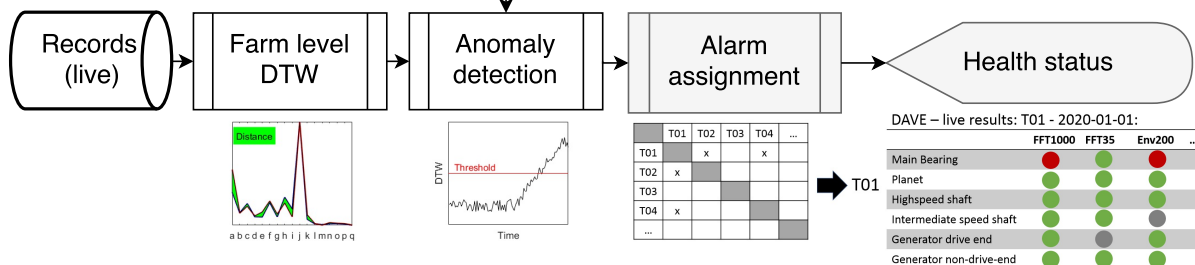 Records
(live)
Farm level
DTW
Anomaly
detection
Alarm
assignment
Health status
Distance
a b c d e f g h i j k l m n o p q
DTW
Threshold
Time
T01 T02 T03 T04 ...
T01 x x
T02 x
T03
T04 x
...
T01
DAVE – live results: T01 - 2020-01-01:
FFT1000 FFT35 Env200 ..
Main Bearing
Planet
Highspeed shaft
Intermediate speed shaft
Generator drive end
Generator non-drive-end